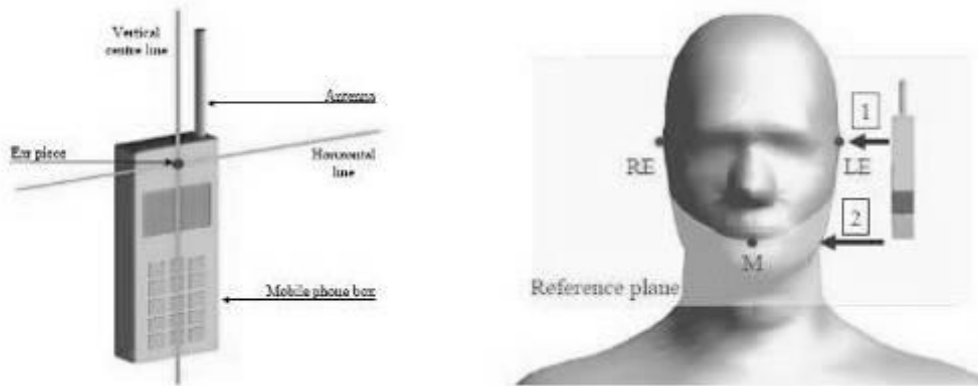 Vertical
centre line
Antenna
Ear piece
Horizontal
line
Mobile phone box
1
RE
LE
2
M
Reference plane